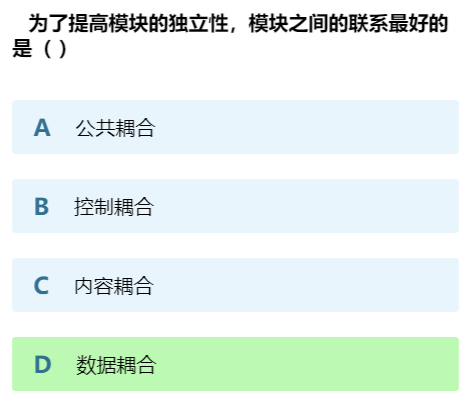 为了提高模块的独立性，模块之间的联系最好的
是（ ）
A 公共耦合
B 控制耦合
C 内容耦合
D 数据耦合